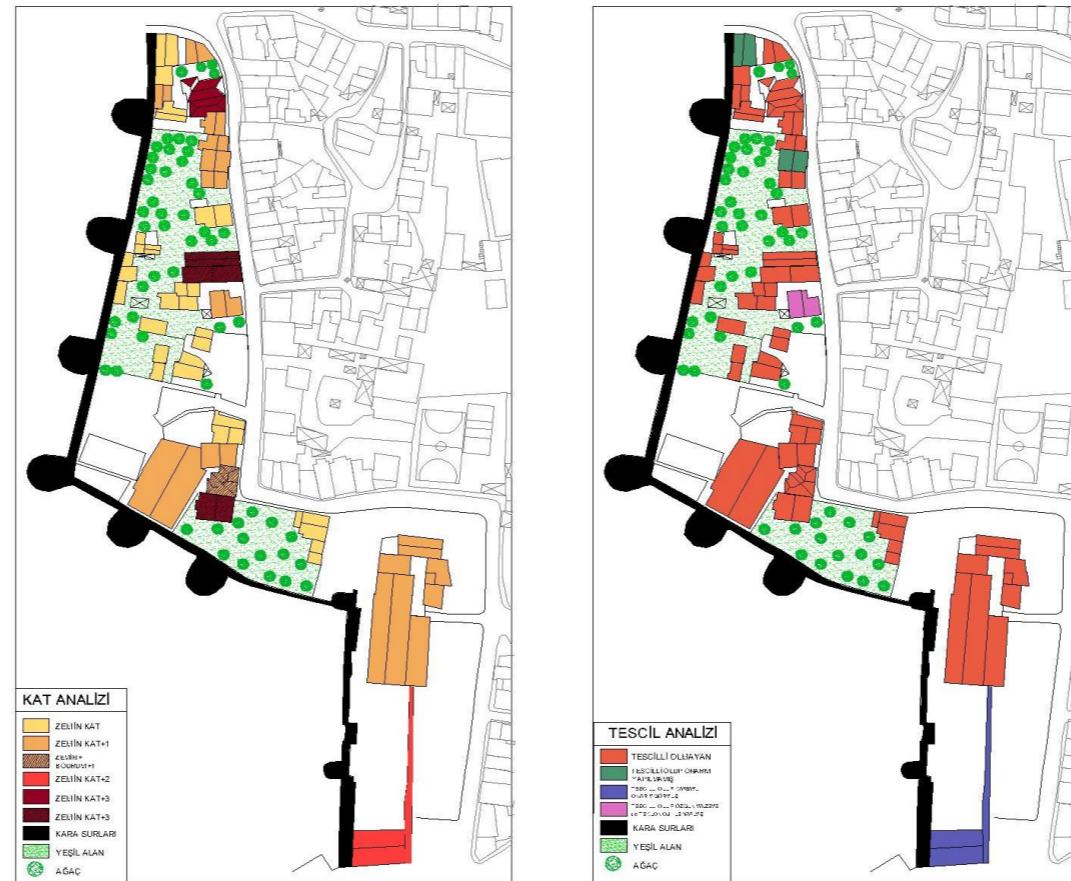 KAT ANALİZİ
ZEMİN KAT
ZEMİN KAT+1
ZEMİN+
BODRUM+1
ZEMİN KAT+2
ZEMİN KAT+3
ZEMİN KAT+3
KARA SURLARI
YEŞİL ALAN
AĞAÇ
TESCİL ANALİZİ
TESCİLLİ OLMAYAN
TESCİLLİ OLUP ONARIM
YAPILMAMIŞ
KARA SURLARI
YEŞİL ALAN
AĞAÇ